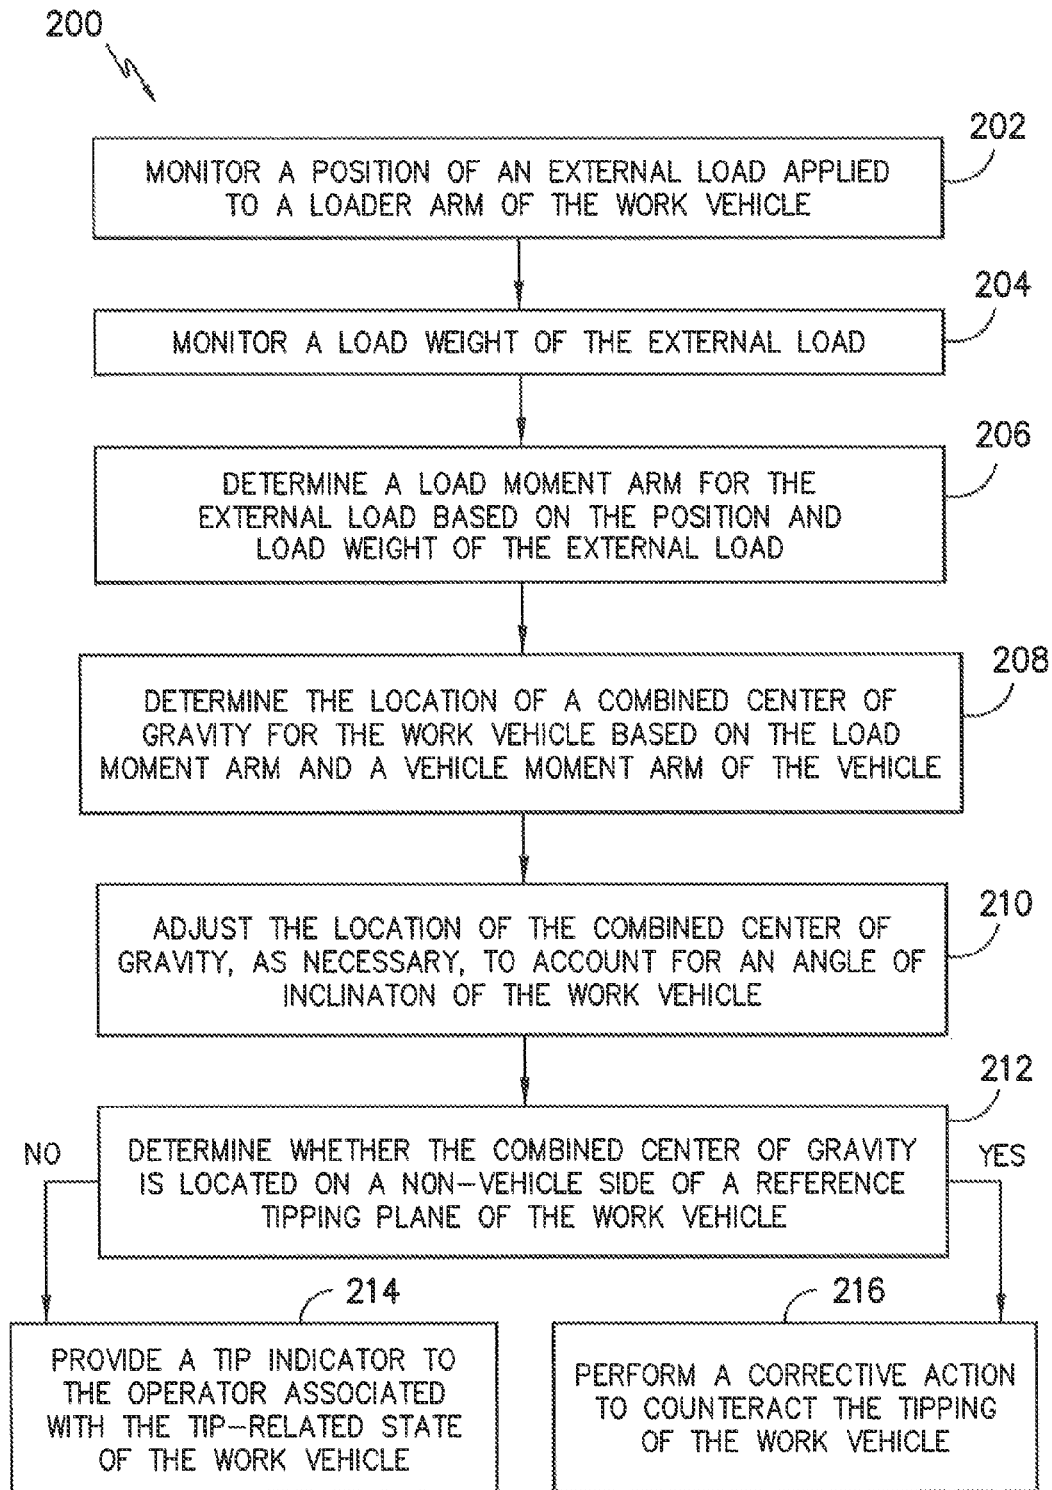 200
202
MONITOR A POSITION OF AN EXTERNAL LOAD APPLIED
TO A LOADER ARM OF THE WORK VEHICLE
204
MONITOR A LOAD WEIGHT OF THE EXTERNAL LOAD
206
DETERMINE A LOAD MOMENT ARM FOR THE
EXTERNAL LOAD BASED ON THE POSITION AND
LOAD WEIGHT OF THE EXTERNAL LOAD
208
DETERMINE THE LOCATION OF A COMBINED CENTER OF
GRAVITY FOR THE WORK VEHICLE BASED ON THE LOAD
MOMENT ARM AND A VEHICLE MOMENT ARM OF THE VEHICLE
210
ADJUST THE LOCATION OF THE COMBINED CENTER OF
GRAVITY, AS NECESSARY, TO ACCOUNT FOR AN ANGLE OF
INCLINATON OF THE WORK VEHICLE
212
NO
YES
DETERMINE WHETHER THE COMBINED CENTER OF GRAVITY
IS LOCATED ON A NON-VEHICLE SIDE OF A REFERENCE
TIPPING PLANE OF THE WORK VEHICLE
214
PROVIDE A TIP INDICATOR TO
THE OPERATOR ASSOCIATED
WITH THE TIP-RELATED STATE
OF THE WORK VEHICLE
216
PERFORM A CORRECTIVE ACTION
TO COUNTERACT THE TIPPING
OF THE WORK VEHICLE